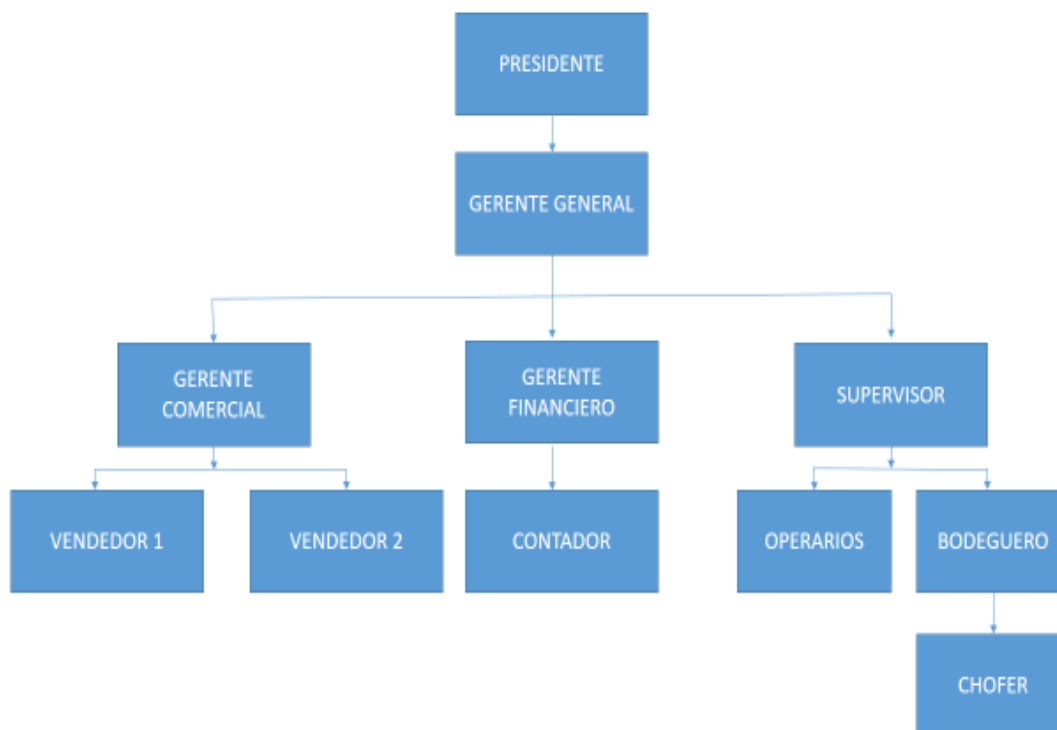 PRESIDENTE
GERENTE GENERAL
GERENTE
COMERCIAL
GERENTE
FINANCIERO
SUPERVISOR
VENDEDOR 1
VENDEDOR 2
CONTADOR
OPERARIOS
BODEGUERO
CHOFER